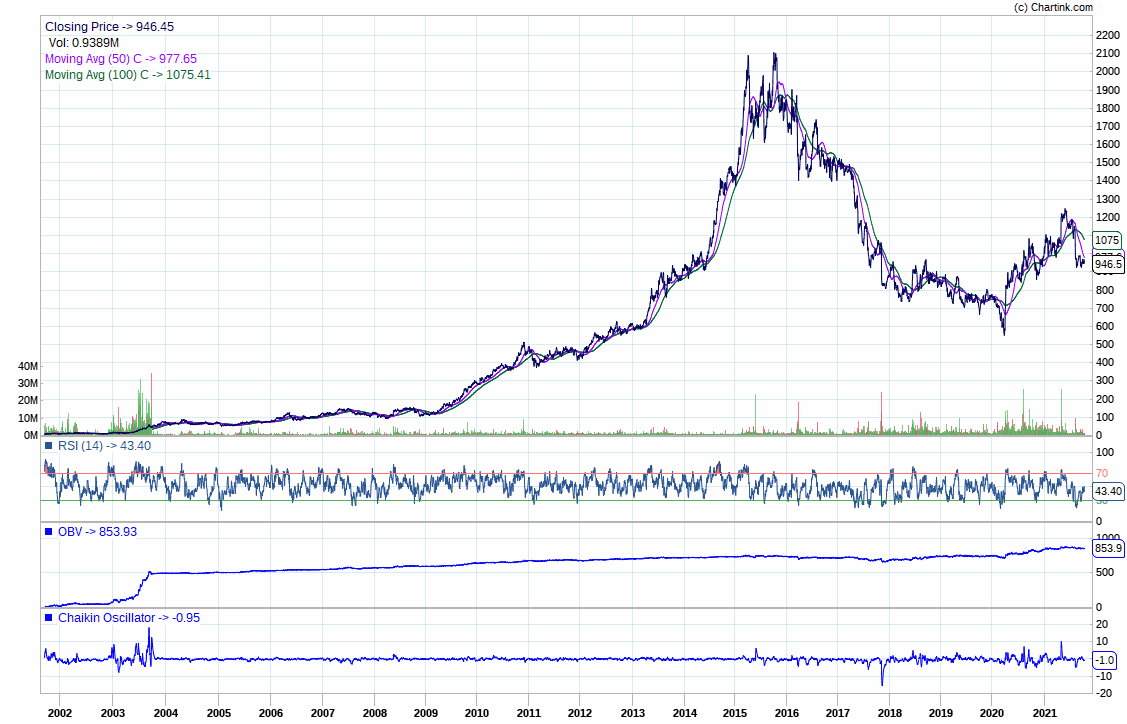 (c) Chartink.com
Closing Price -> 946.45
Vol: 0.9389M
Moving Avg (50) C -> 977.65
Moving Avg (100) C -> 1075.41
2200
2100
2000
1900
1800
1700
1600
1500
1400
1300
1200
1075
946.5
800
700
600
500
400
300
200
100
0
40M
30M
20M
10M
0M
RSI (14) -> 43.40
100
70
43.40
0
OBV -> 853.93
1000
853.9
500
0
Chaikin Oscillator -> -0.95
20
10
-1.0
-10
-20
2002 2003 2004 2005 2006 2007 2008 2009 2010 2011 2012 2013 2014 2015 2016 2017 2018 2019 2020 2021